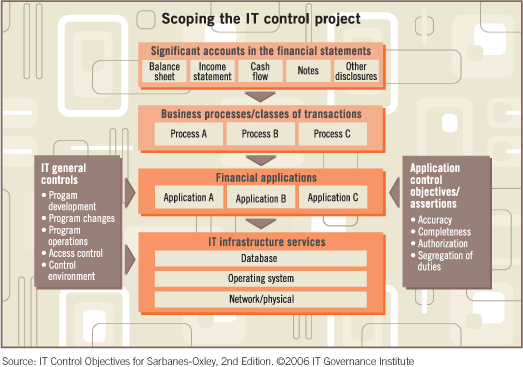 Scoping the IT control project
Significant accounts in the financial statements
Balance
sheet
Income
statement
Cash
flow
Notes
Other
disclosures
Business processes/classes of transactions
Process A
Process B
Process C
IT general
controls
• Progam
development
• Program changes
• Program
operations
• Access control
• Control
environment
Financial applications
Application A
Application B
Application C
Application
control
objectives/
assertions
• Accuracy
• Completeness
• Authorization
• Segregation of
duties
IT infrastructure services
Database
Operating system
Network/physical
Source: IT Control Objectives for Sarbanes-Oxley, 2nd Edition. ©2006 IT Governance Institute